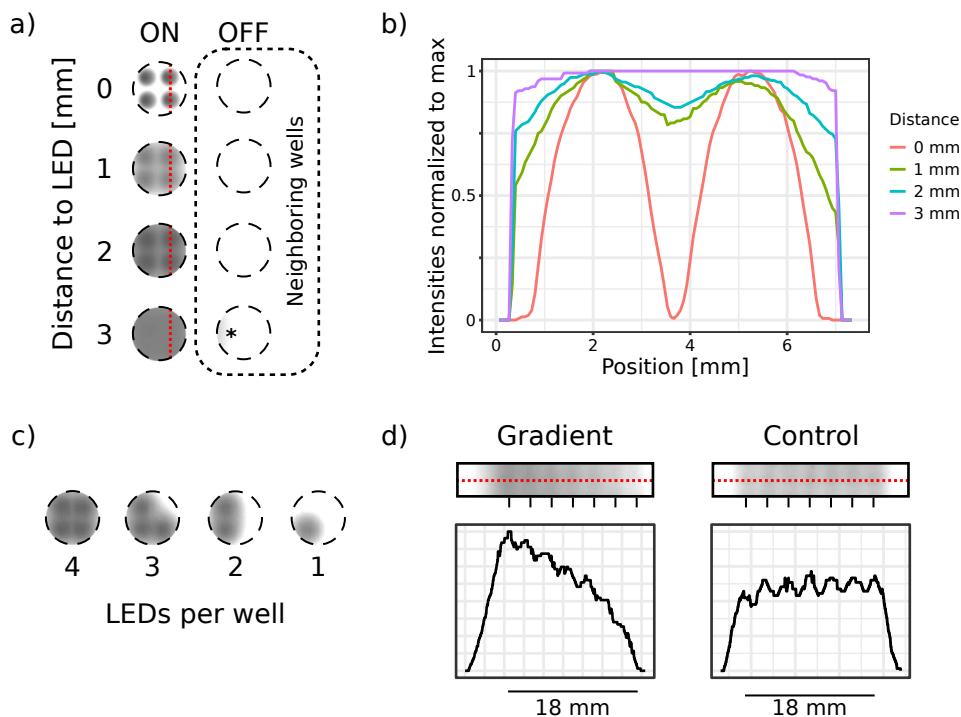 a)
ON
OFF
Distance to LED [mm]
0
1
2
3
*
Neighboring wells
b)
Intensities normalized to max
1
0.5
0
0
2
4
6
Position [mm]
Distance
0 mm
1 mm
2 mm
3 mm
c)
4
3
2
1
LEDs per well
d)
Gradient
Control
18 mm
18 mm